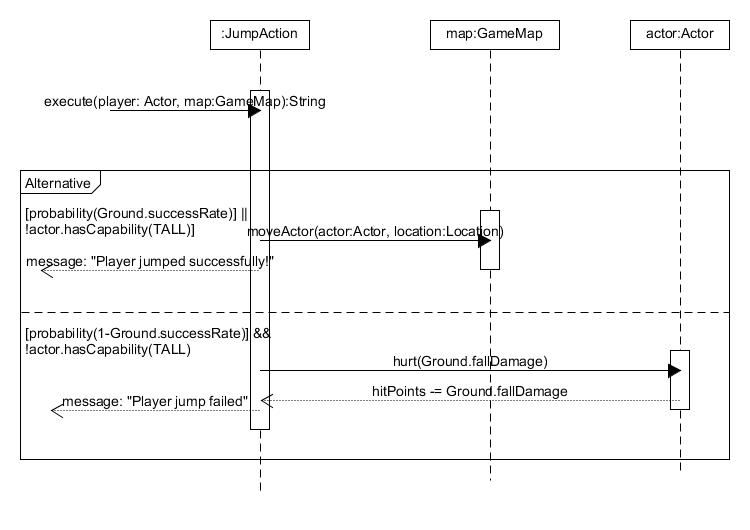 :JumpAction
map:GameMap
actor:Actor
execute(player: Actor, map:GameMap):String
Alternative
[probability(Ground.successRate)] ||
!actor.hasCapability(TALL)]
moveActor(actor:Actor, location:Location)
message: "Player jumped successfully!"
[probability(1-Ground.successRate)] &&
!actor.hasCapability(TALL)
hurt(Ground.fallDamage)
hitPoints -= Ground.fallDamage
message: "Player jump failed"